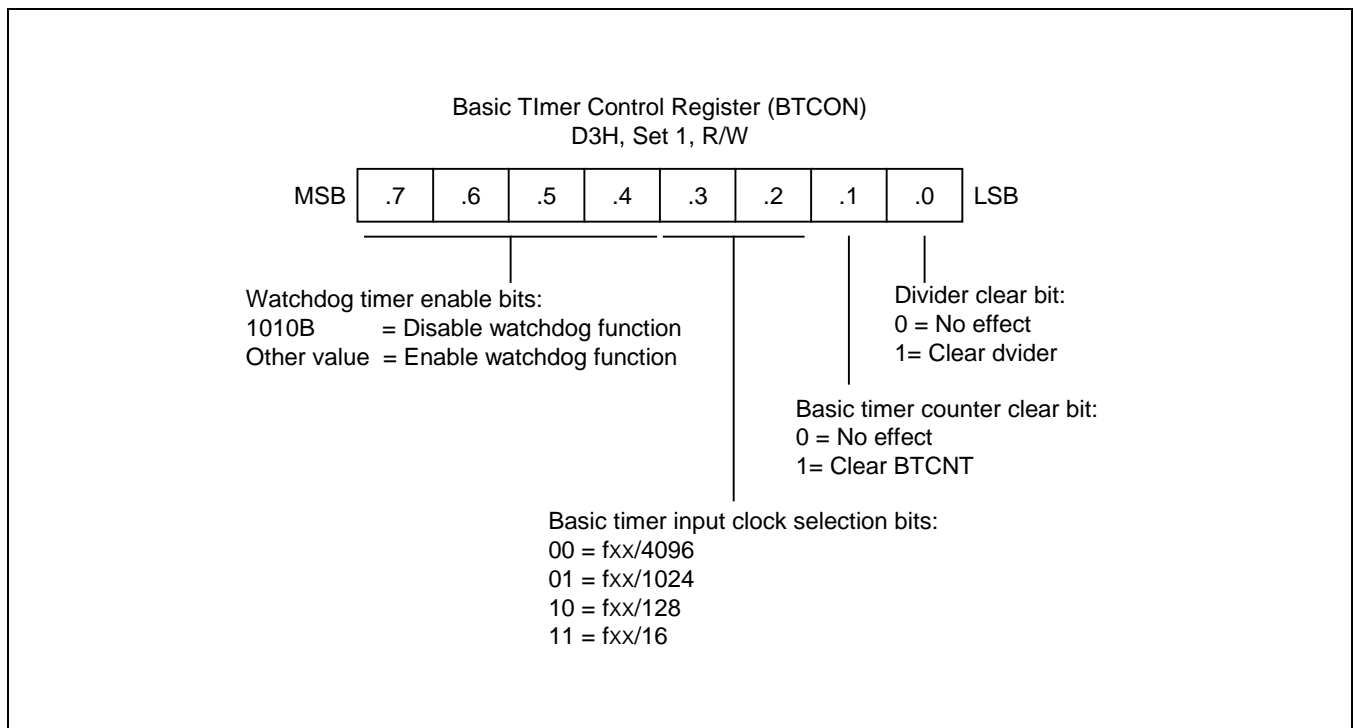 Basic TImer Control Register (BTCON)
D3H, Set 1, R/W
MSB .7 .6 .5 .4 .3 .2 .1 .0 LSB
Watchdog timer enable bits:
1010B = Disable watchdog function
Other value = Enable watchdog function
Divider clear bit:
0 = No effect
1= Clear dvider
Basic timer counter clear bit:
0 = No effect
1= Clear BTCNT
Basic timer input clock selection bits:
00 = fxx/4096
01 = fxx/1024
10 = fxx/128
11 = fxx/16